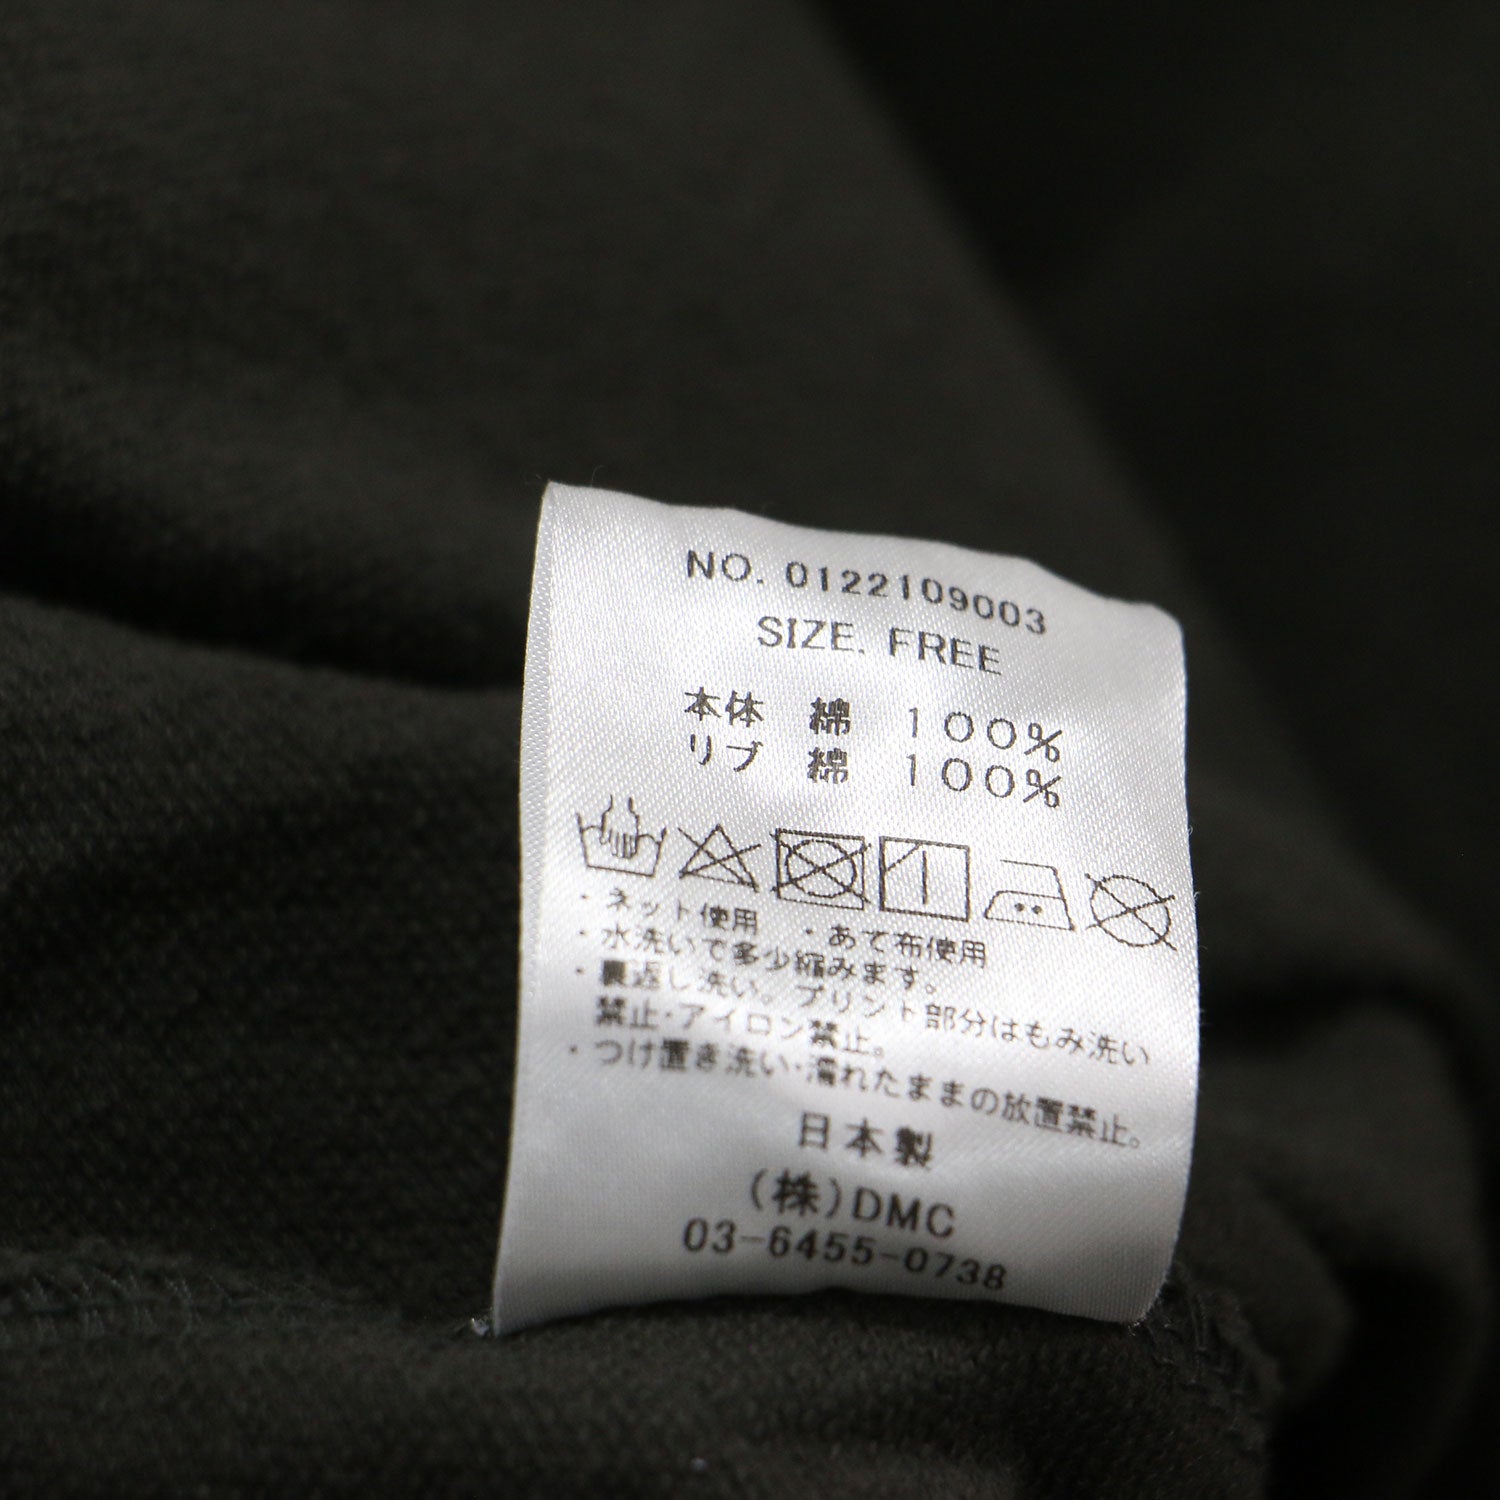 NO. 0122109003
SIZE. FREE
本体 綿 100%
リブ 綿 100%
・ネット使用 ・あて布使用
・水洗いで多少縮みます。
・裏返し洗い。プリント部分はもみ洗い
禁止・アイロン禁止。
・つけ置き洗い・濡れたままの放置禁止。
日本製
(株)DMC
03-6455-0738